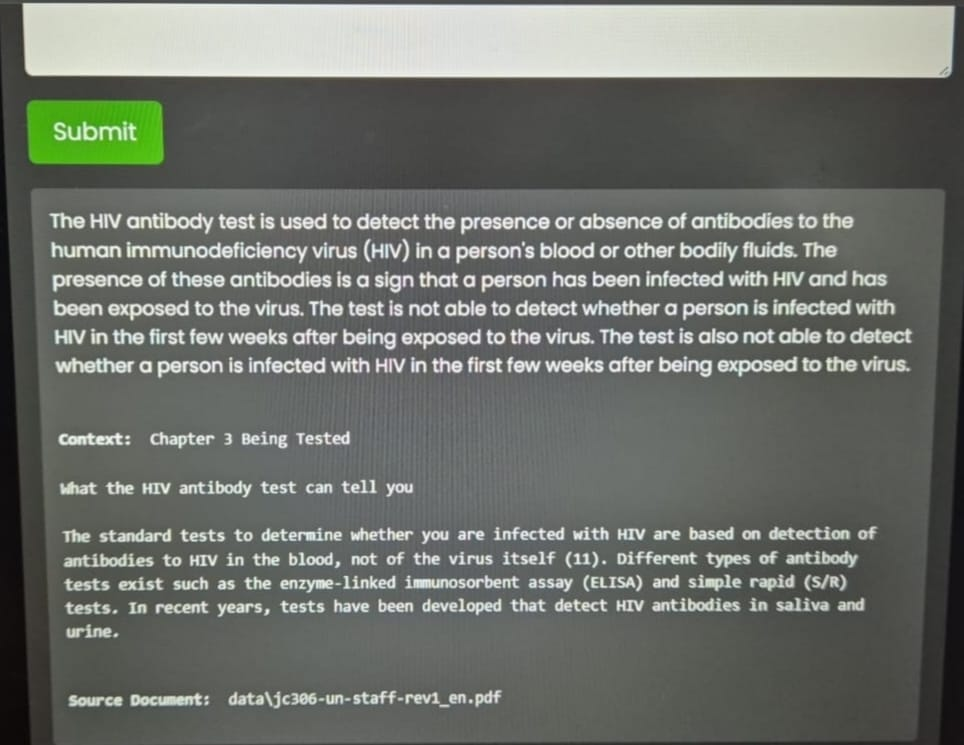 Submit
The HIV antibody test is used to detect the presence or absence of antibodies to the
human immunodeficiency virus (HIV) in a person's blood or other bodily fluids. The
presence of these antibodies is a sign that a person has been infected with HIV and has
been exposed to the virus. The test is not able to detect whether a person is infected with
HIV in the first few weeks after being exposed to the virus. The test is also not able to detect
whether a person is infected with HIV in the first few weeks after being exposed to the virus.
Context: Chapter 3 Being Tested
What the HIV antibody test can tell you
The standard tests to determine whether you are infected with HIV are based on detection of
antibodies to HIV in the blood, not of the virus itself (11). Different types of antibody
tests exist such as the enzyme-linked immunosorbent assay (ELISA) and simple rapid (S/R)
tests. In recent years, tests have been developed that detect HIV antibodies in saliva and
urine.
Source Document: data\jc306-un-staff-rev1_en.pdf